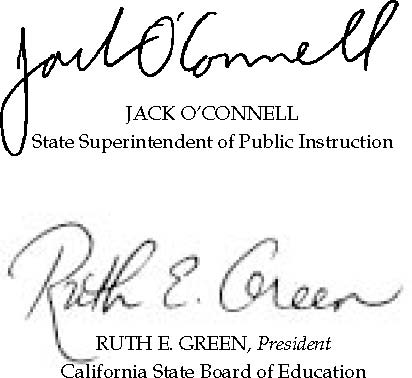 Jack O'Connell
JACK O'CONNELL
State Superintendent of Public Instruction
Ruth E. Green
RUTH E. GREEN, President
California State Board of Education